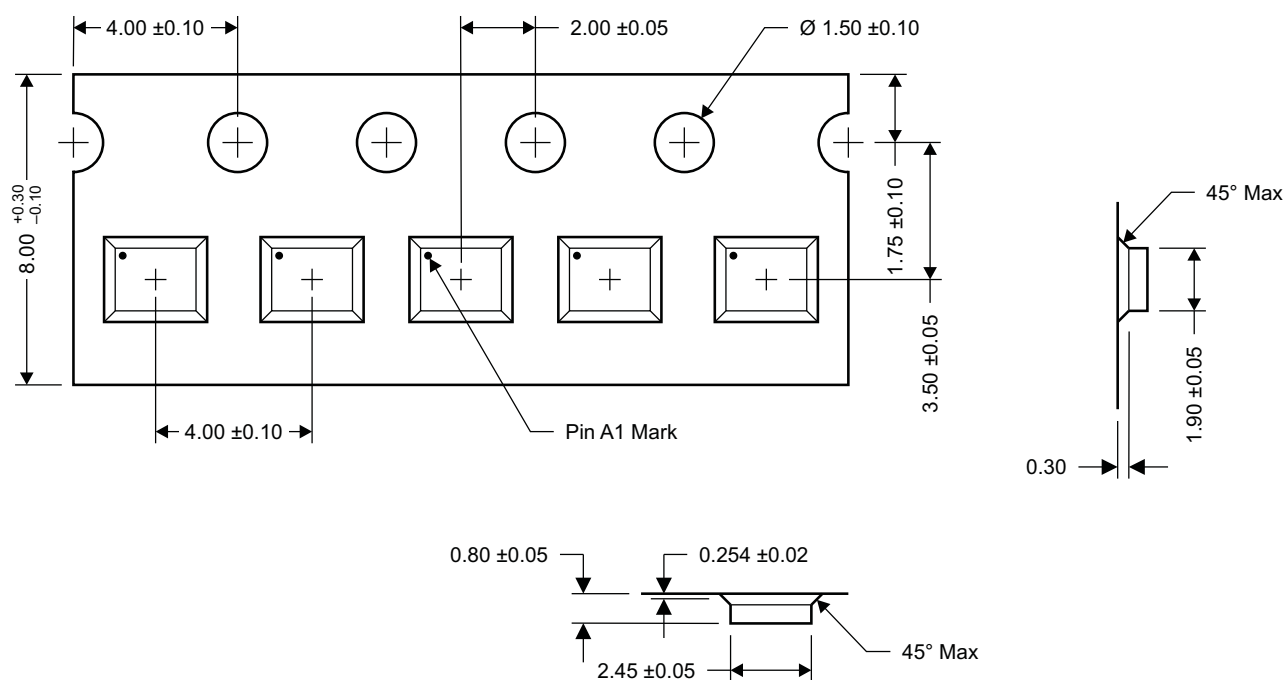 4.00 ±0.10
2.00 ±0.05
Ø 1.50 ±0.10
8.00 +0.30 –0.10
1.75 ±0.10
3.50 ±0.05
45° Max
1.90 ±0.05
0.30
4.00 ±0.10
Pin A1 Mark
0.80 ±0.05
0.254 ±0.02
45° Max
2.45 ±0.05